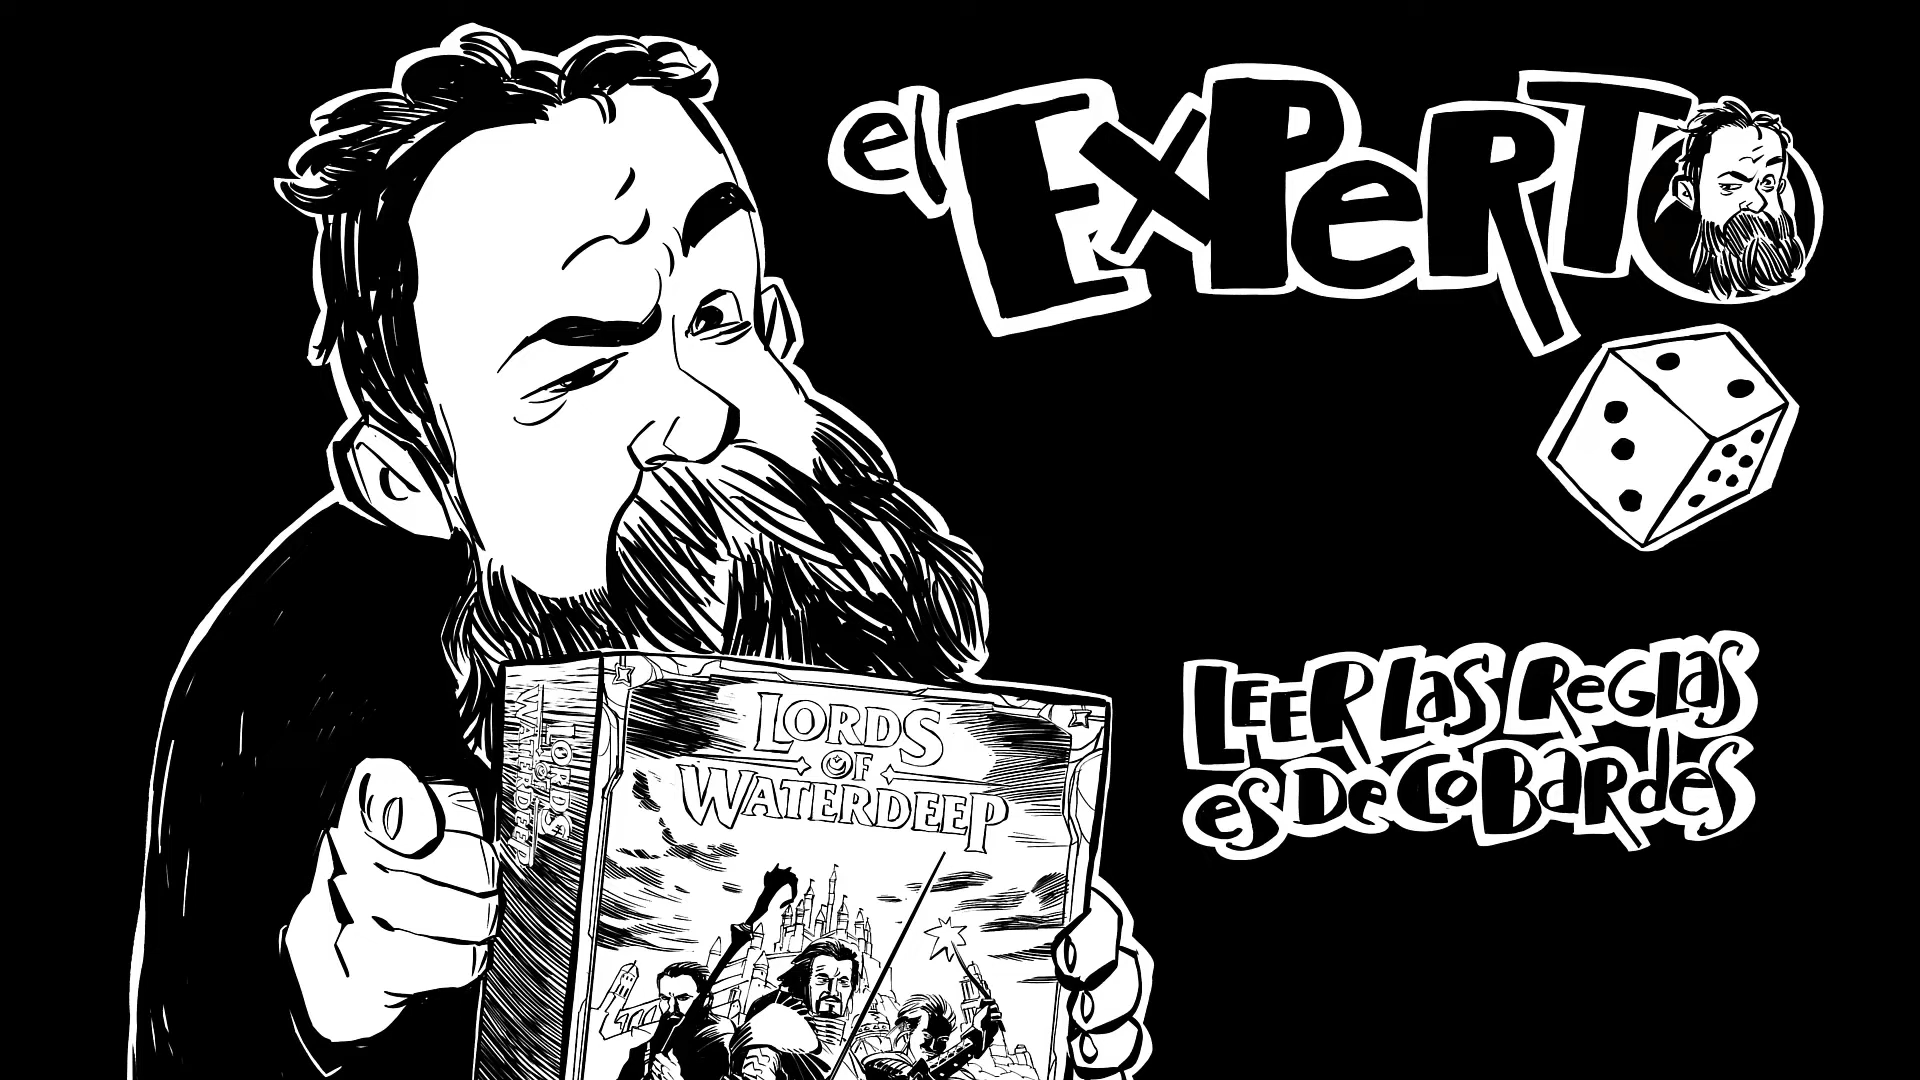 el EXPERTO
LEER LAS REGLAS
ES DE COBARDES
LORDS
OF
WATERDEEP
LORDS
OF
WATERDEEP